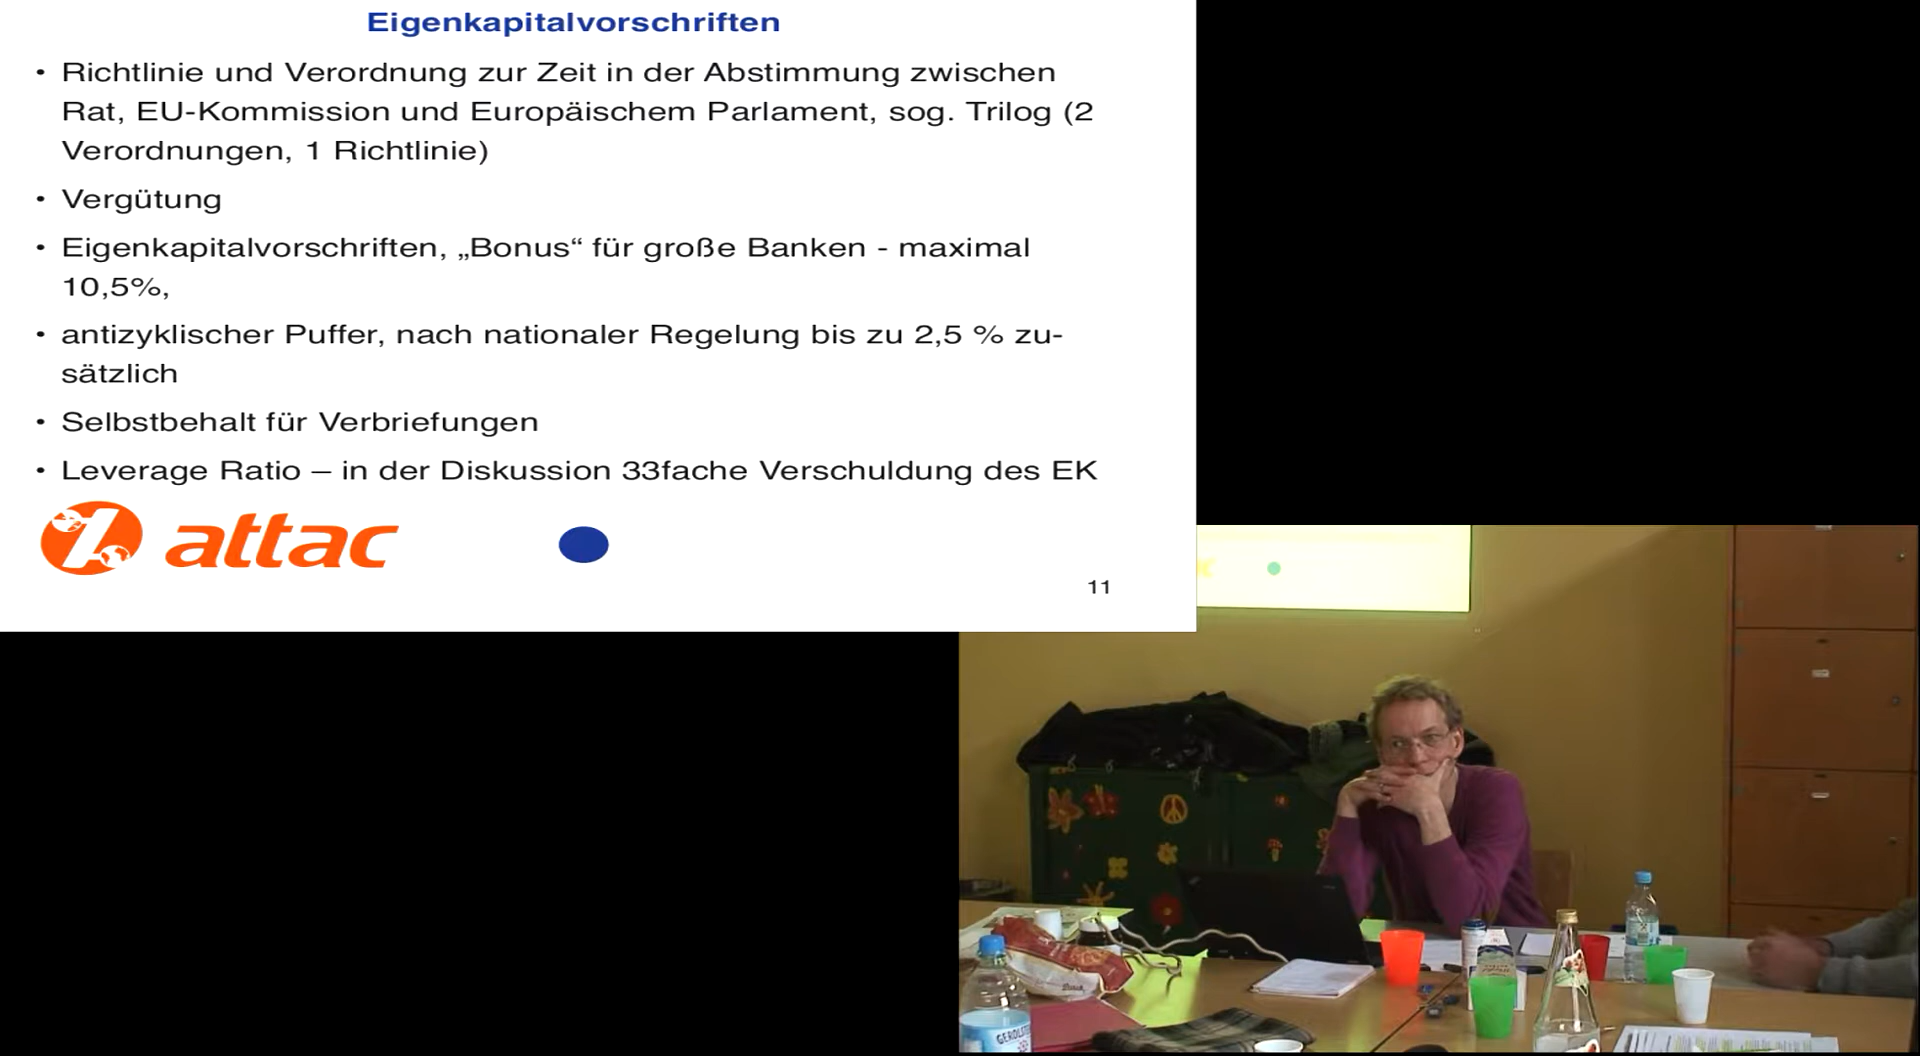 Eigenkapitalvorschriften
• Richtlinie und Verordnung zur Zeit in der Abstimmung zwischen
Rat, EU-Kommission und Europäischem Parlament, sog. Trilog (2
Verordnungen, 1 Richtlinie)
• Vergütung
• Eigenkapitalvorschriften, „Bonus“ für große Banken - maximal
10,5%,
• antizyklischer Puffer, nach nationaler Regelung bis zu 2,5 % zu-
sätzlich
• Selbstbehalt für Verbriefungen
• Leverage Ratio – in der Diskussion 33fache Verschuldung des EK
attac
11